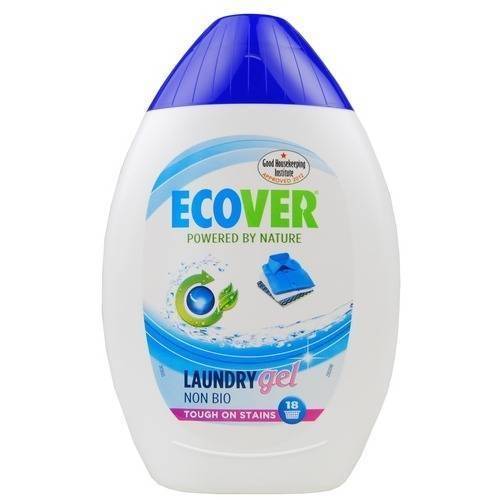 Good Housekeeping
Institute
APPROVED 2012
ECOVER®
POWERED BY NATURE
LAUNDRY gel
NON BIO
TOUGH ON STAINS
18